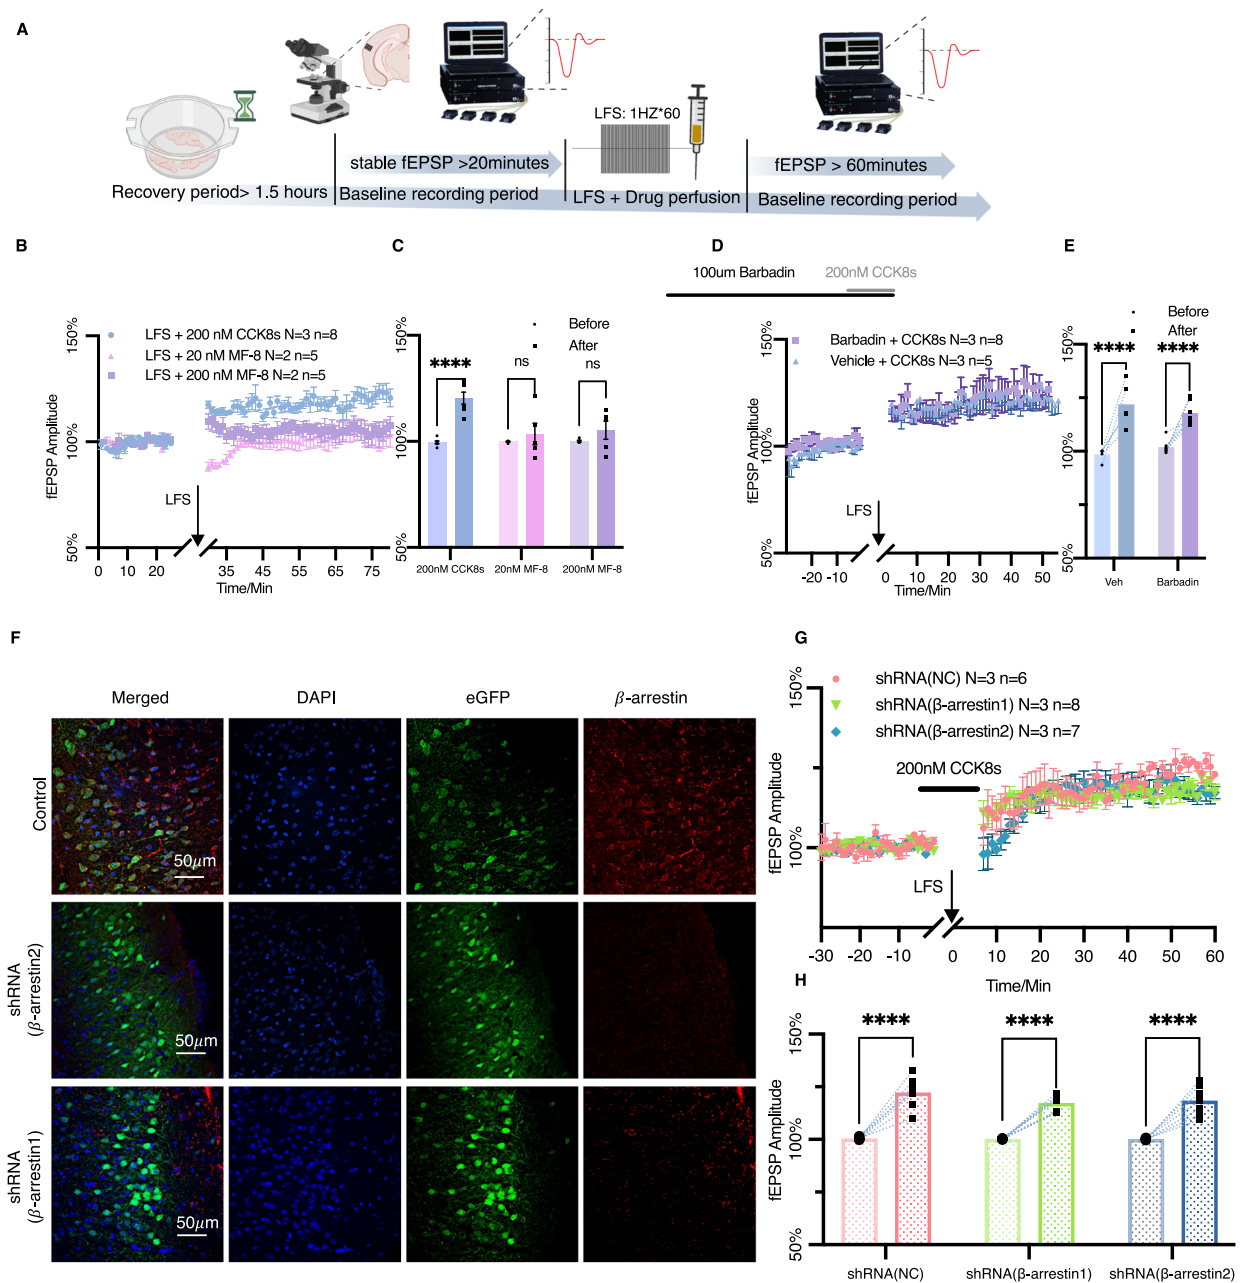 A
LFS: 1HZ*60
stable fEPSP >20minutes
fEPSP > 60minutes
Recovery period> 1.5 hours
Baseline recording period
LFS + Drug perfusion
Baseline recording period
B
LFS + 200 nM CCK8s N=3 n=8
LFS + 20 nM MF-8 N=2 n=5
LFS + 200 nM MF-8 N=2 n=5
fEPSP Amplitude
150%
100%
50%
LFS
0 10 20 35 45 55 65 75
Time/Min
C
150%
100%
50%
Before
After
****
ns
ns
200nM CCK8s 20nM MF-8 200nM MF-8
D
100um Barbadin
200nM CCK8s
Barbadin + CCK8s N=3 n=8
Vehicle + CCK8s N=3 n=5
fEPSP Amplitude
150%
100%
50%
LFS
-20 -10 0 10 20 30 40 50
Time/Min
E
Before
After
**** ****
150%
100%
50%
Veh Barbadin
F
Merged DAPI eGFP β-arrestin
Control
50μm
shRNA
(β-arrestin2)
50μm
shRNA
(β-arrestin1)
50μm
G
shRNA(NC) N=3 n=6
shRNA(β-arrestin1) N=3 n=8
shRNA(β-arrestin2) N=3 n=7
200nM CCK8s
fEPSP Amplitude
150%
100%
LFS
-30 -20 -10 0 10 20 30 40 50 60
Time/Min
H
**** **** ****
fEPSP Amplitude
150%
100%
50%
shRNA(NC) shRNA(β-arrestin1) shRNA(β-arrestin2)